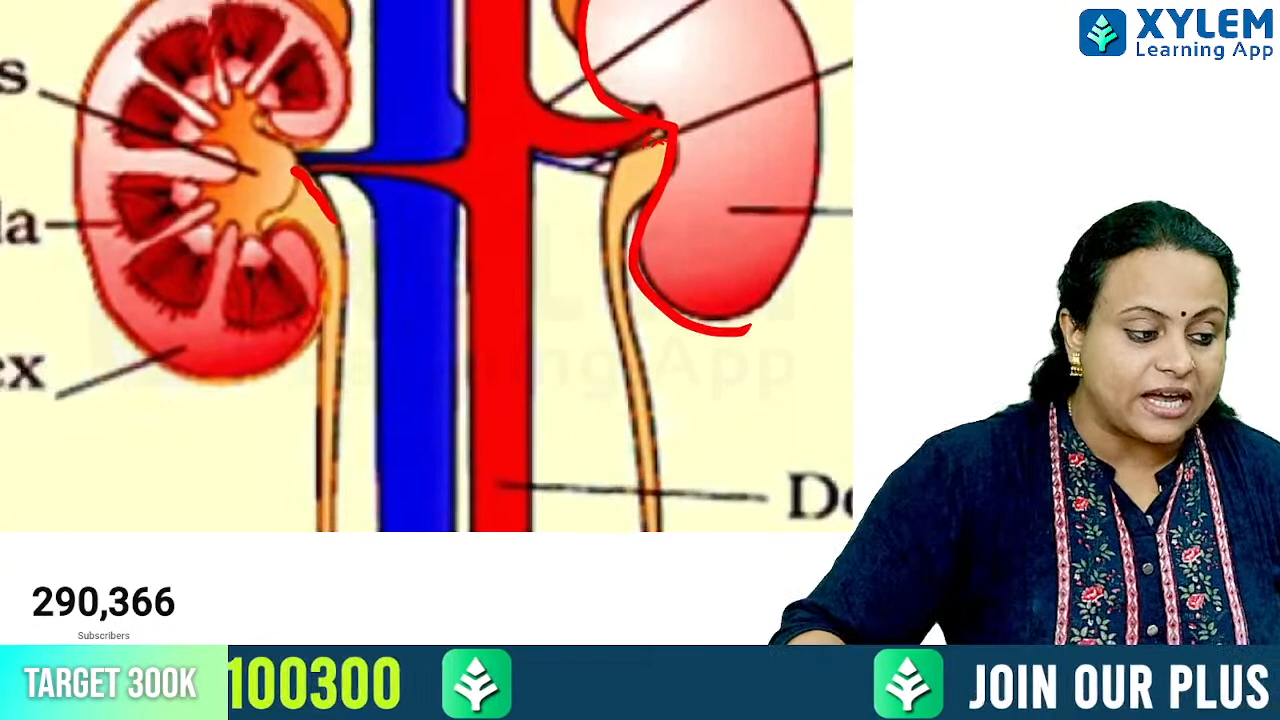 XYLEM
Learning App
s
la
ex
De
290,366
Subscribers
TARGET 300K
100300
JOIN OUR PLUS